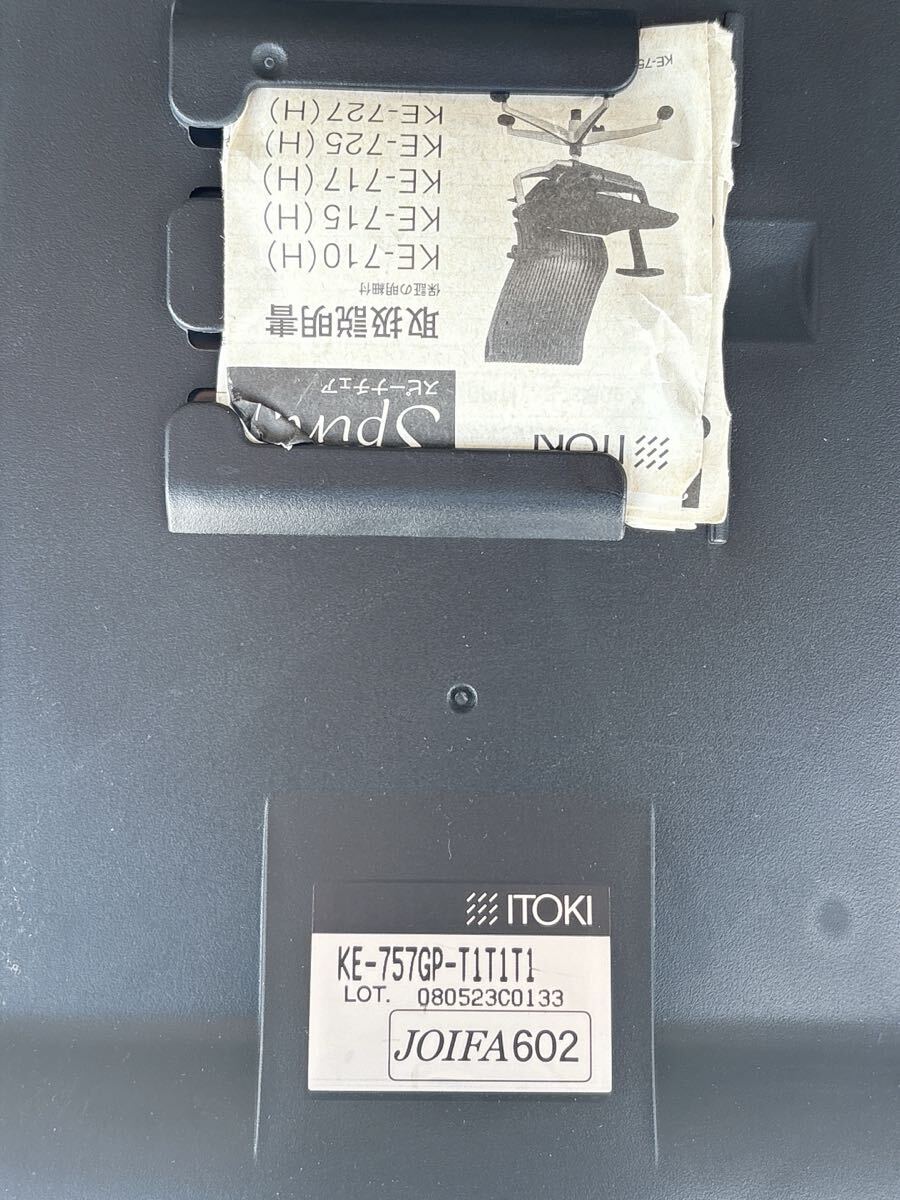 ITOKI
スピーナチェア
取扱説明書
保証の明細付
KE-710(H)
KE-715(H)
KE-717(H)
KE-725(H)
KE-727(H)
ITOKI
KE-757GP-T1T1T1
LOT. 080523C0133
JOIFA602